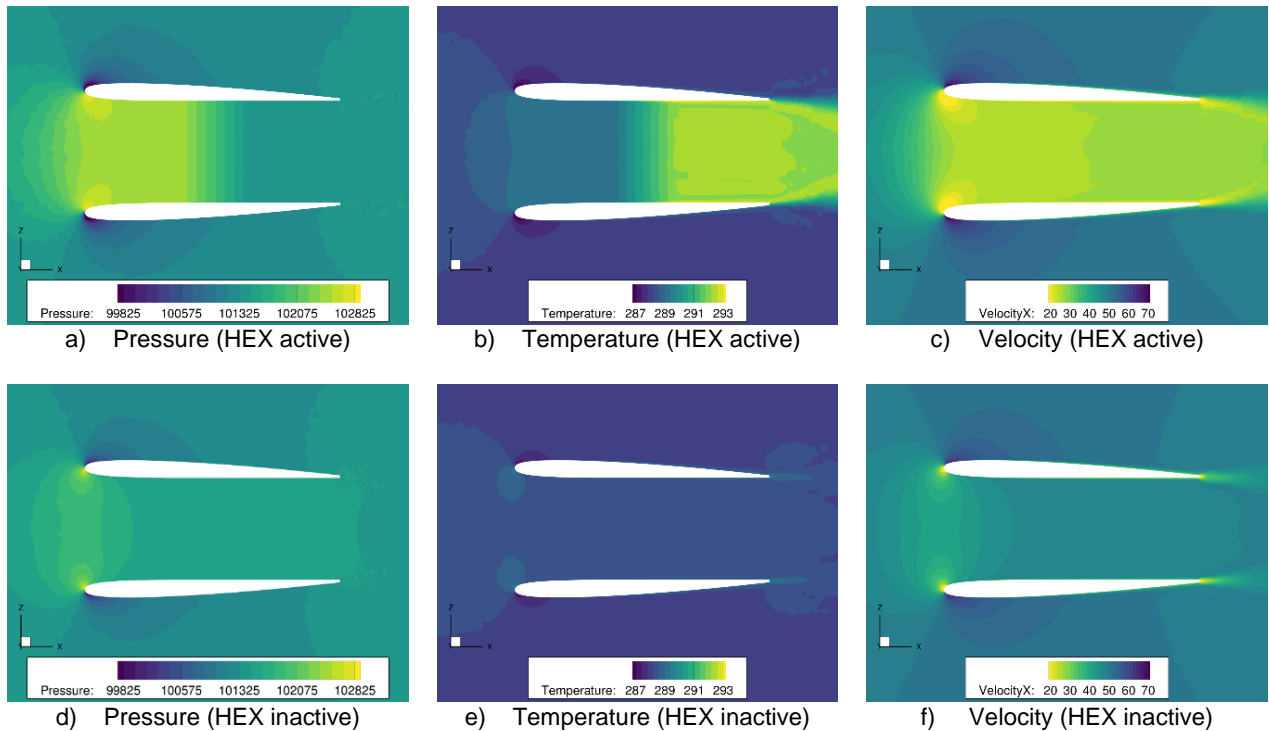 z
x
Pressure: 99825 100575 101325 102075 102825
a) Pressure (HEX active)
z
x
Temperature: 287 289 291 293
b) Temperature (HEX active)
z
x
VelocityX: 20 30 40 50 60 70
c) Velocity (HEX active)
z
x
Pressure: 99825 100575 101325 102075 102825
d) Pressure (HEX inactive)
z
x
Temperature: 287 289 291 293
e) Temperature (HEX inactive)
z
x
VelocityX: 20 30 40 50 60 70
f) Velocity (HEX inactive)